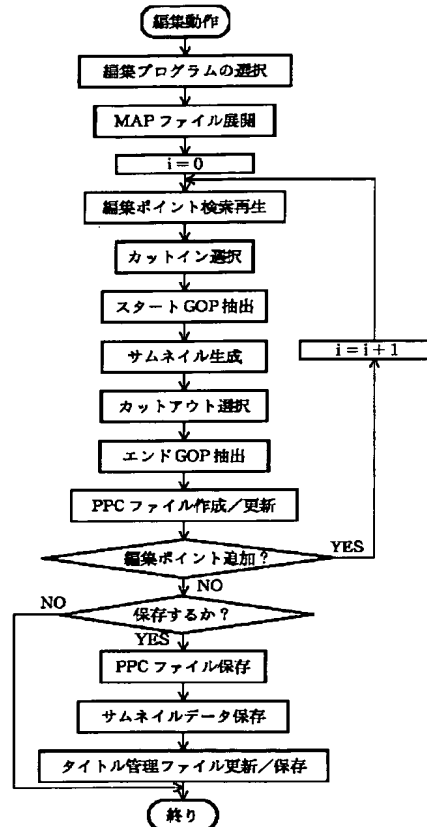 編集動作
編集プログラムの選択
MAPファイル展開
i=0
編集ポイント検索再生
カットイン選択
スタートGOP抽出
サムネイル生成
i=i+1
カットアウト選択
エンドGOP抽出
PPCファイル作成/更新
編集ポイント追加?
YES
NO
保存するか?
NO
YES
PPCファイル保存
サムネイルデータ保存
タイトル管理ファイル更新/保存
終り